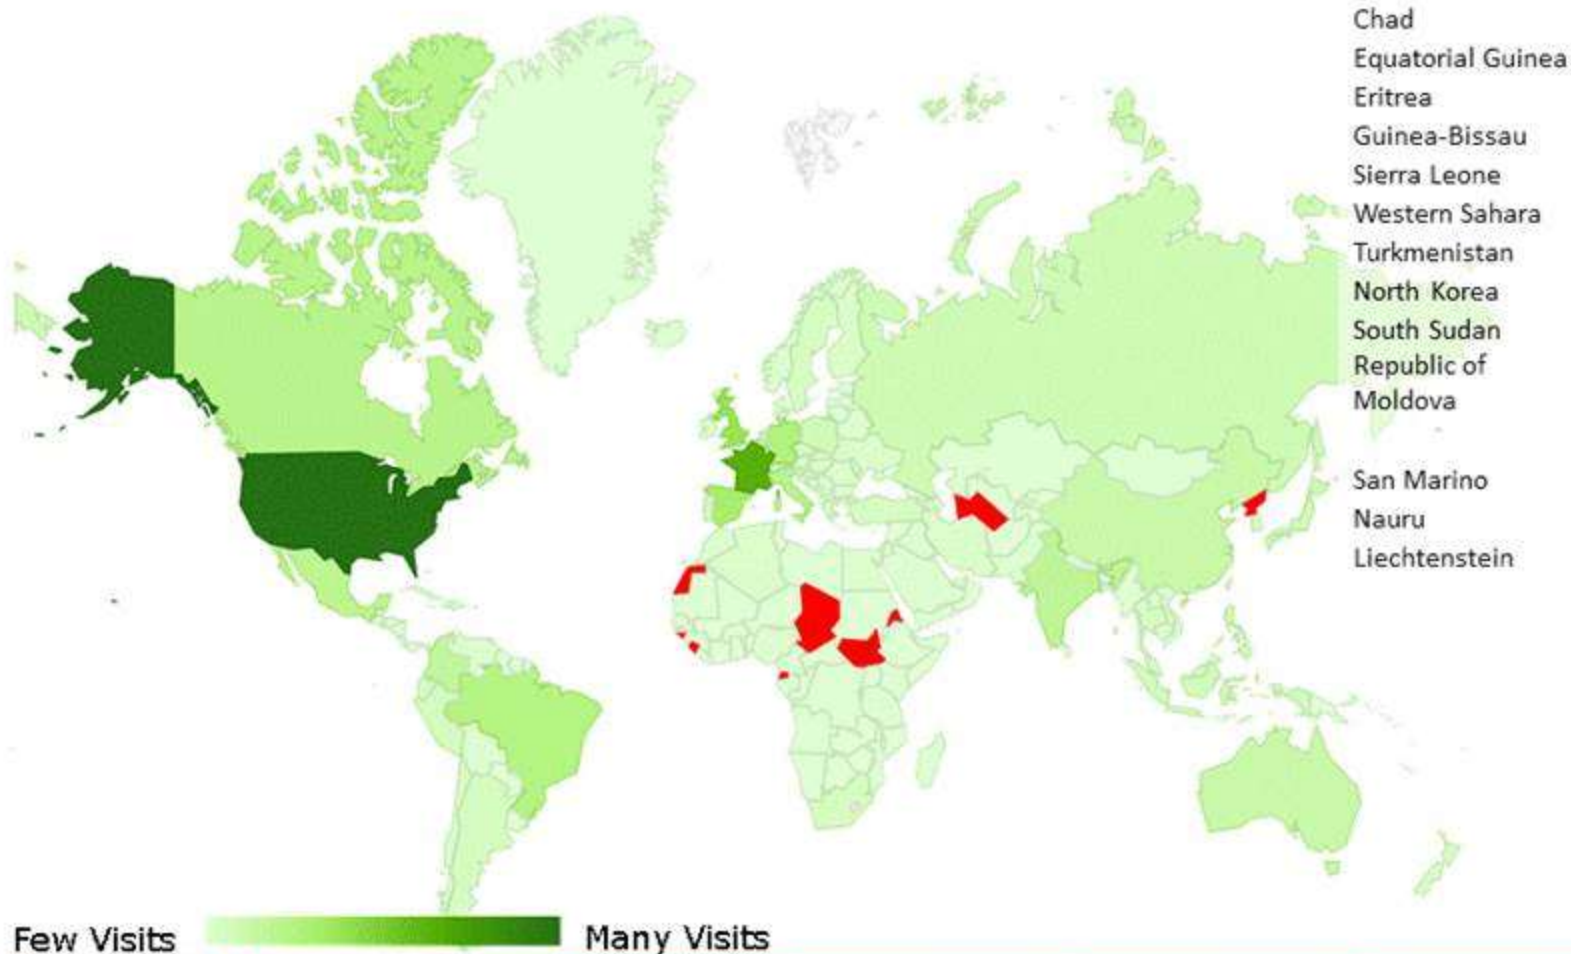 Chad
Equatorial Guinea
Eritrea
Guinea-Bissau
Sierra Leone
Western Sahara
Turkmenistan
North Korea
South Sudan
Republic of
Moldova
San Marino
Nauru
Liechtenstein
Few Visits
Many Visits